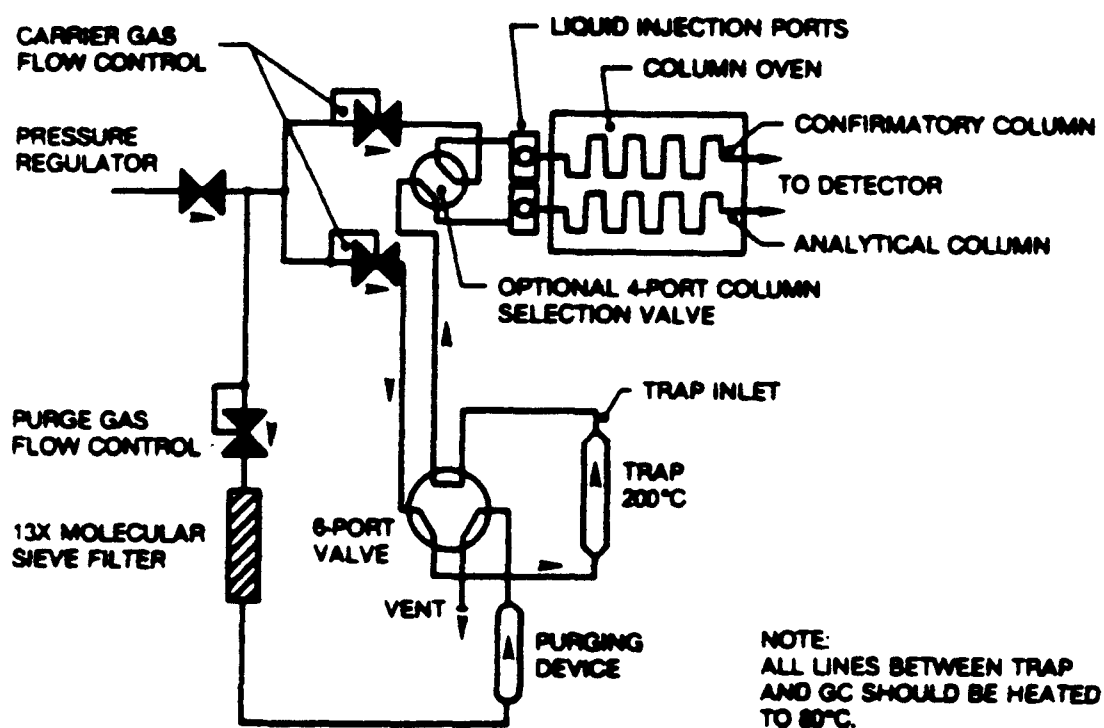 CARRIER GAS
FLOW CONTROL
LIQUID INJECTION PORTS
COLUMN OVEN
PRESSURE
REGULATOR
CONFIRMATORY COLUMN
TO DETECTOR
ANALYTICAL COLUMN
OPTIONAL 4-PORT COLUMN
SELECTION VALVE
PURGE GAS
FLOW CONTROL
TRAP INLET
TRAP
200°C
13X MOLECULAR
SIEVE FILTER
6-PORT
VALVE
VENT
PURGING
DEVICE
NOTE:
ALL LINES BETWEEN TRAP
AND GC SHOULD BE HEATED
TO 80°C.